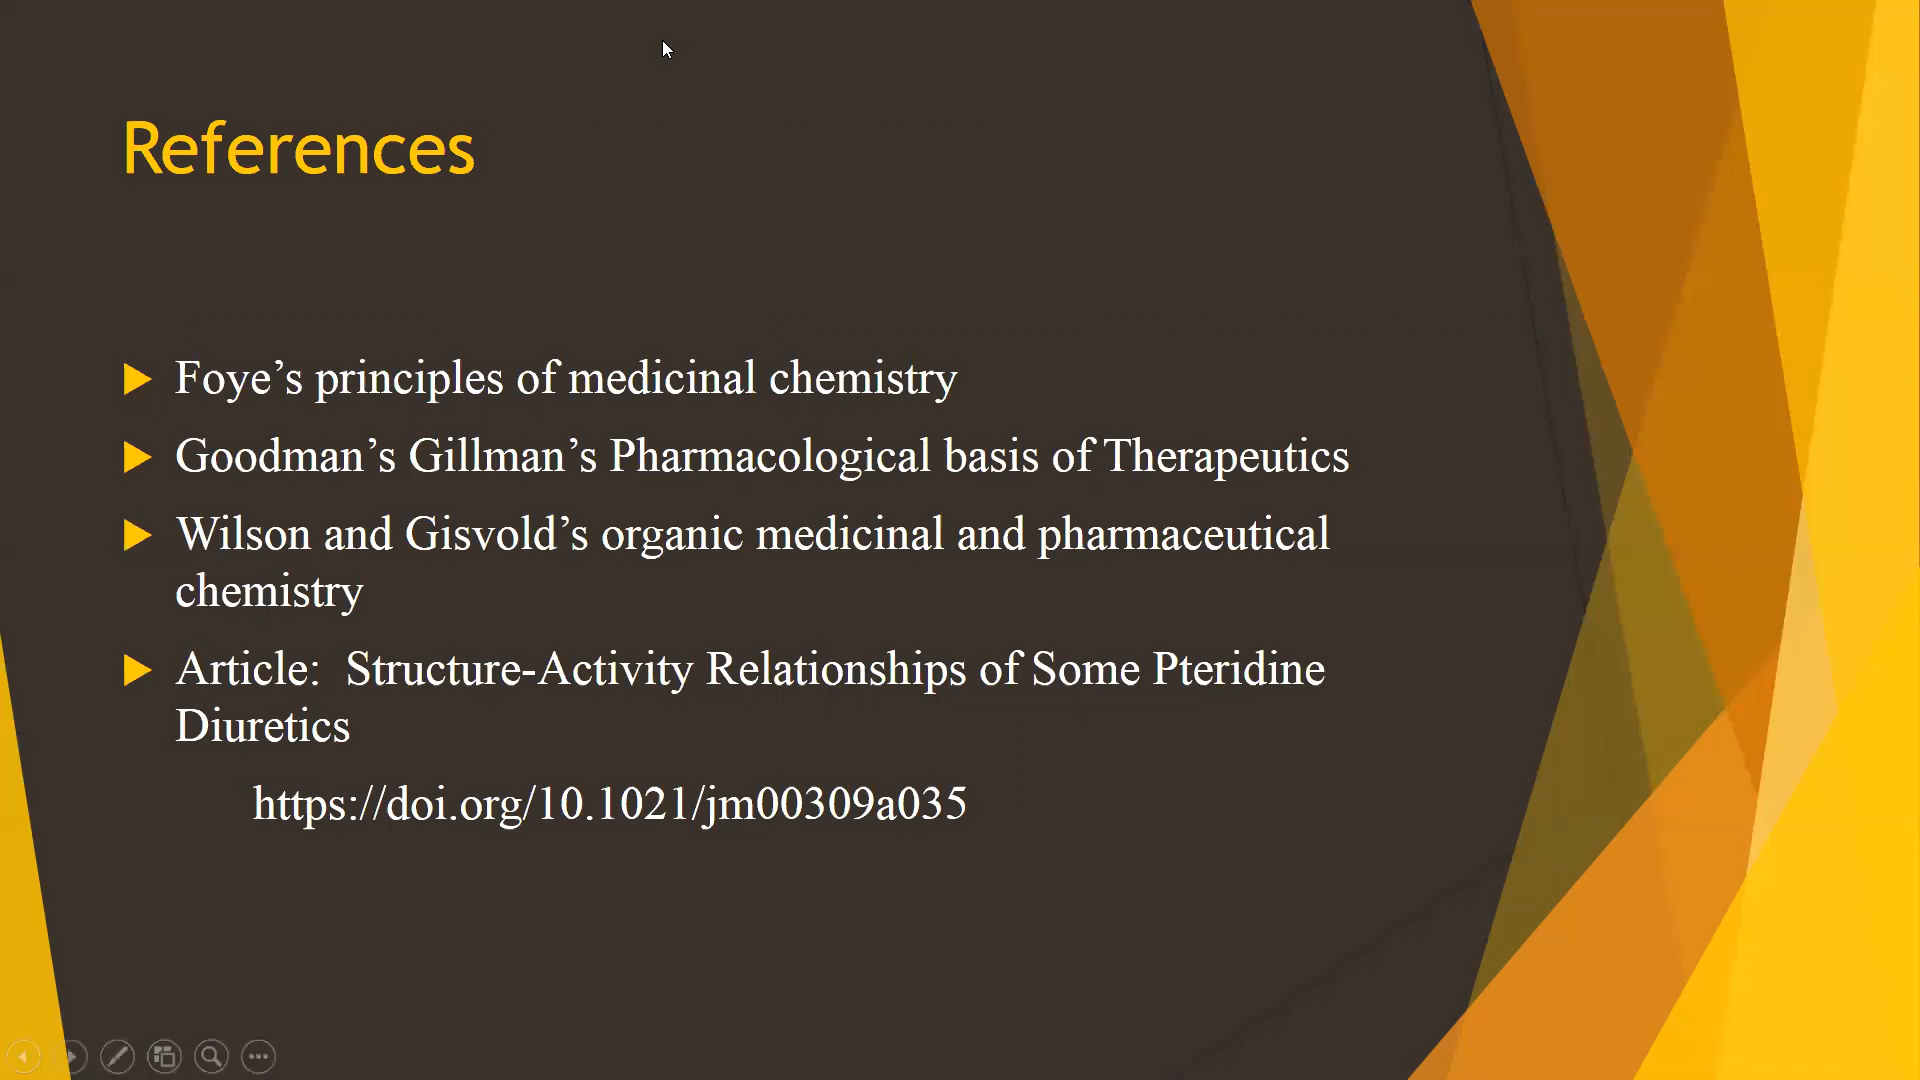 References
Foye’s principles of medicinal chemistry
Goodman’s Gillman’s Pharmacological basis of Therapeutics
Wilson and Gisvold’s organic medicinal and pharmaceutical
chemistry
Article:  Structure-Activity Relationships of Some Pteridine
Diuretics
https://doi.org/10.1021/jm00309a035